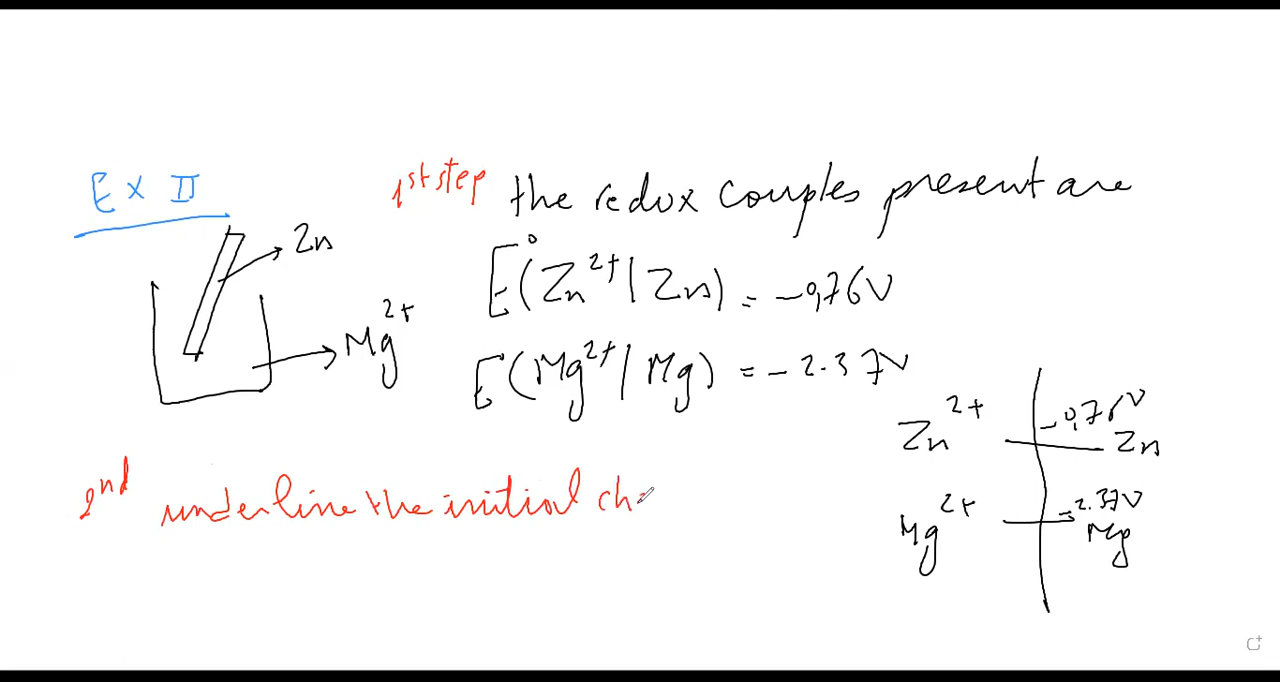 Ex II
1st step the redox couples present are
Zn
E°(Zn²⁺/Zn) = -0,76V
Mg²⁺
E(Mg²⁺/Mg) = -2.37V
Zn²⁺ -0,76V Zn
Mg²⁺ -2.37V Mg
2nd underline the initial ch